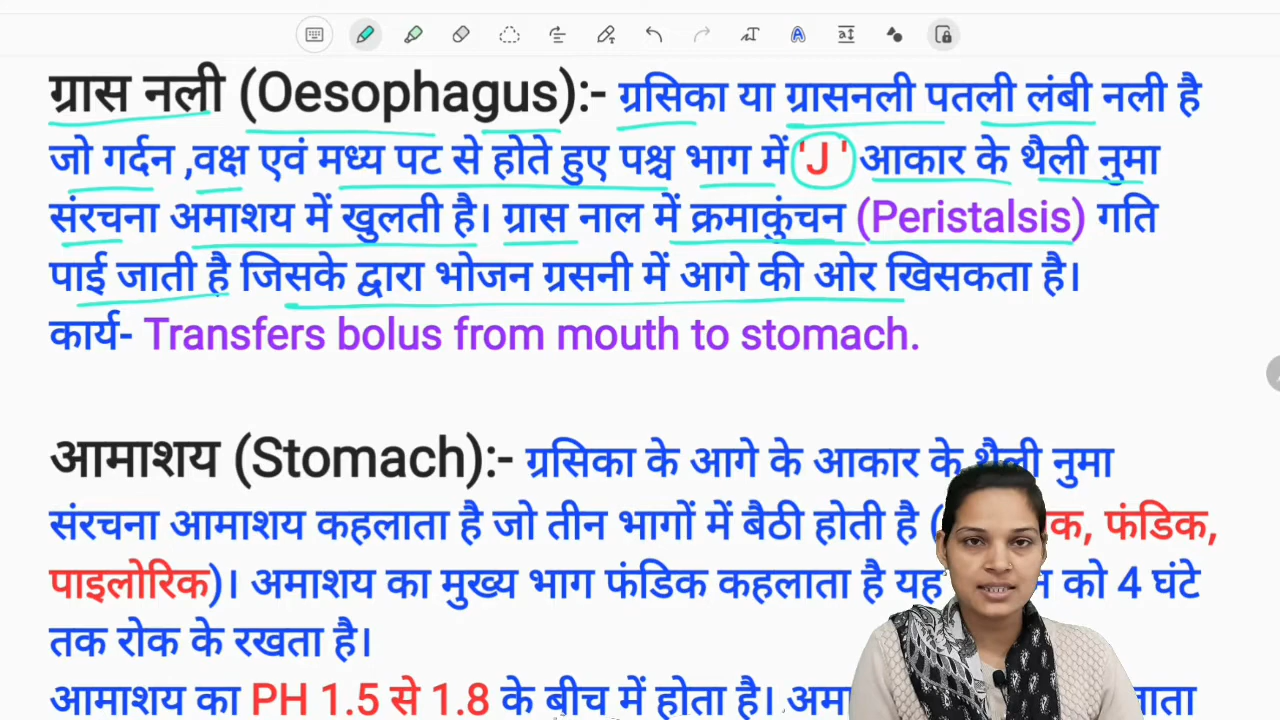 ग्रास नली (Oesophagus):- ग्रसिका या ग्रासनली पतली लंबी नली है
जो गर्दन ,वक्ष एवं मध्य पट से होते हुए पश्च भाग में 'J ' आकार के थैली नुमा
संरचना अमाशय में खुलती है। ग्रास नाल में क्रमाकुंचन (Peristalsis) गति
पाई जाती है जिसके द्वारा भोजन ग्रसनी में आगे की ओर खिसकता है।
कार्य- Transfers bolus from mouth to stomach.
आमाशय (Stomach):- ग्रसिका के आगे के आकार के थैली नुमा
संरचना आमाशय कहलाता है जो तीन भागों में बैठी होती है ( फंडिक,
पाइलोरिक)। अमाशय का मुख्य भाग फंडिक कहलाता है यह को 4 घंटे
तक रोक के रखता है।
आमाशय का PH 1.5 से 1.8 के बीच में होता है।